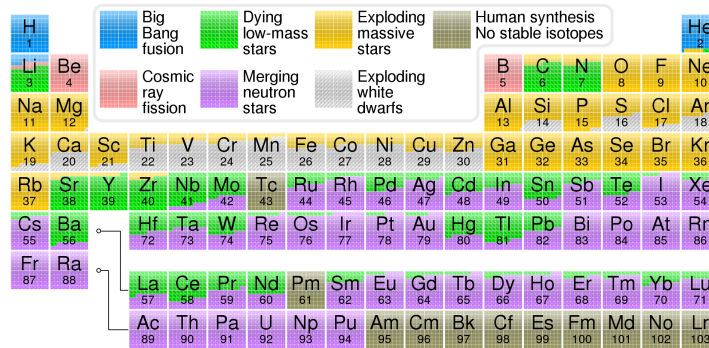 Big Bang fusion
Dying low-mass stars
Exploding massive stars
Human synthesis No stable isotopes
Cosmic ray fission
Merging neutron stars
Exploding white dwarfs
H He
1 2
Li Be B C N O F Ne
3 4 5 6 7 8 9 10
Na Mg Al Si P S Cl Ar
11 12 13 14 15 16 17 18
K Ca Sc Ti V Cr Mn Fe Co Ni Cu Zn Ga Ge As Se Br Kr
19 20 21 22 23 24 25 26 27 28 29 30 31 32 33 34 35 36
Rb Sr Y Zr Nb Mo Tc Ru Rh Pd Ag Cd In Sn Sb Te I Xe
37 38 39 40 41 42 43 44 45 46 47 48 49 50 51 52 53 54
Cs Ba Hf Ta W Re Os Ir Pt Au Hg Tl Pb Bi Po At Rn
55 56 72 73 74 75 76 77 78 79 80 81 82 83 84 85 86
Fr Ra
87 88
La Ce Pr Nd Pm Sm Eu Gd Tb Dy Ho Er Tm Yb Lu
57 58 59 60 61 62 63 64 65 66 67 68 69 70 71
Ac Th Pa U Np Pu Am Cm Bk Cf Es Fm Md No Lr
89 90 91 92 93 94 95 96 97 98 99 100 101 102 103